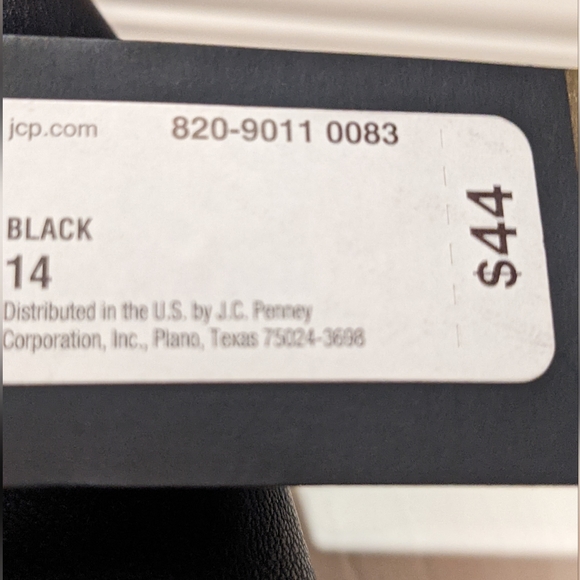 jcp.com 820-9011 0083
$44
BLACK
14
Distributed in the U.S. by J.C. Penney
Corporation, Inc., Plano, Texas 75024-3698